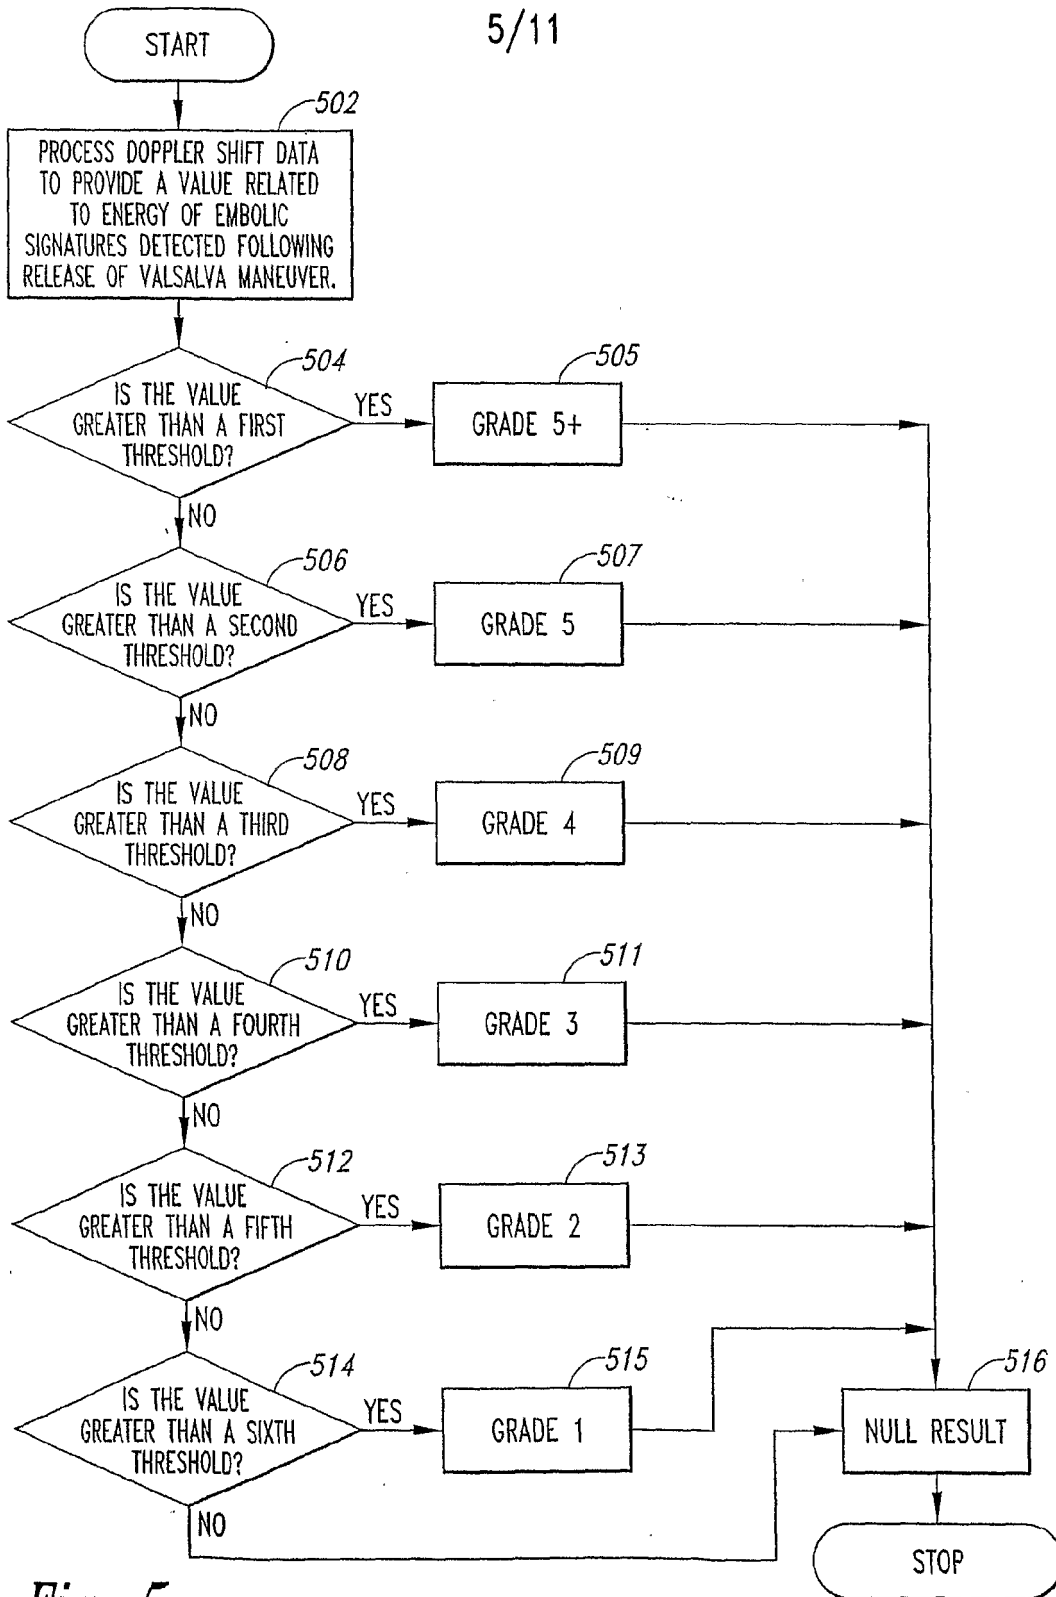 5/11
START
502
PROCESS DOPPLER SHIFT DATA
TO PROVIDE A VALUE RELATED
TO ENERGY OF EMBOLIC
SIGNATURES DETECTED FOLLOWING
RELEASE OF VALSALVA MANEUVER.
504
IS THE VALUE
GREATER THAN A FIRST
THRESHOLD?
YES
505
GRADE 5+
NO
506
IS THE VALUE
GREATER THAN A SECOND
THRESHOLD?
YES
507
GRADE 5
NO
508
IS THE VALUE
GREATER THAN A THIRD
THRESHOLD?
YES
509
GRADE 4
NO
510
IS THE VALUE
GREATER THAN A FOURTH
THRESHOLD?
YES
511
GRADE 3
NO
512
IS THE VALUE
GREATER THAN A FIFTH
THRESHOLD?
YES
513
GRADE 2
NO
514
IS THE VALUE
GREATER THAN A SIXTH
THRESHOLD?
YES
515
GRADE 1
516
NULL RESULT
NO
STOP
Fig. 5